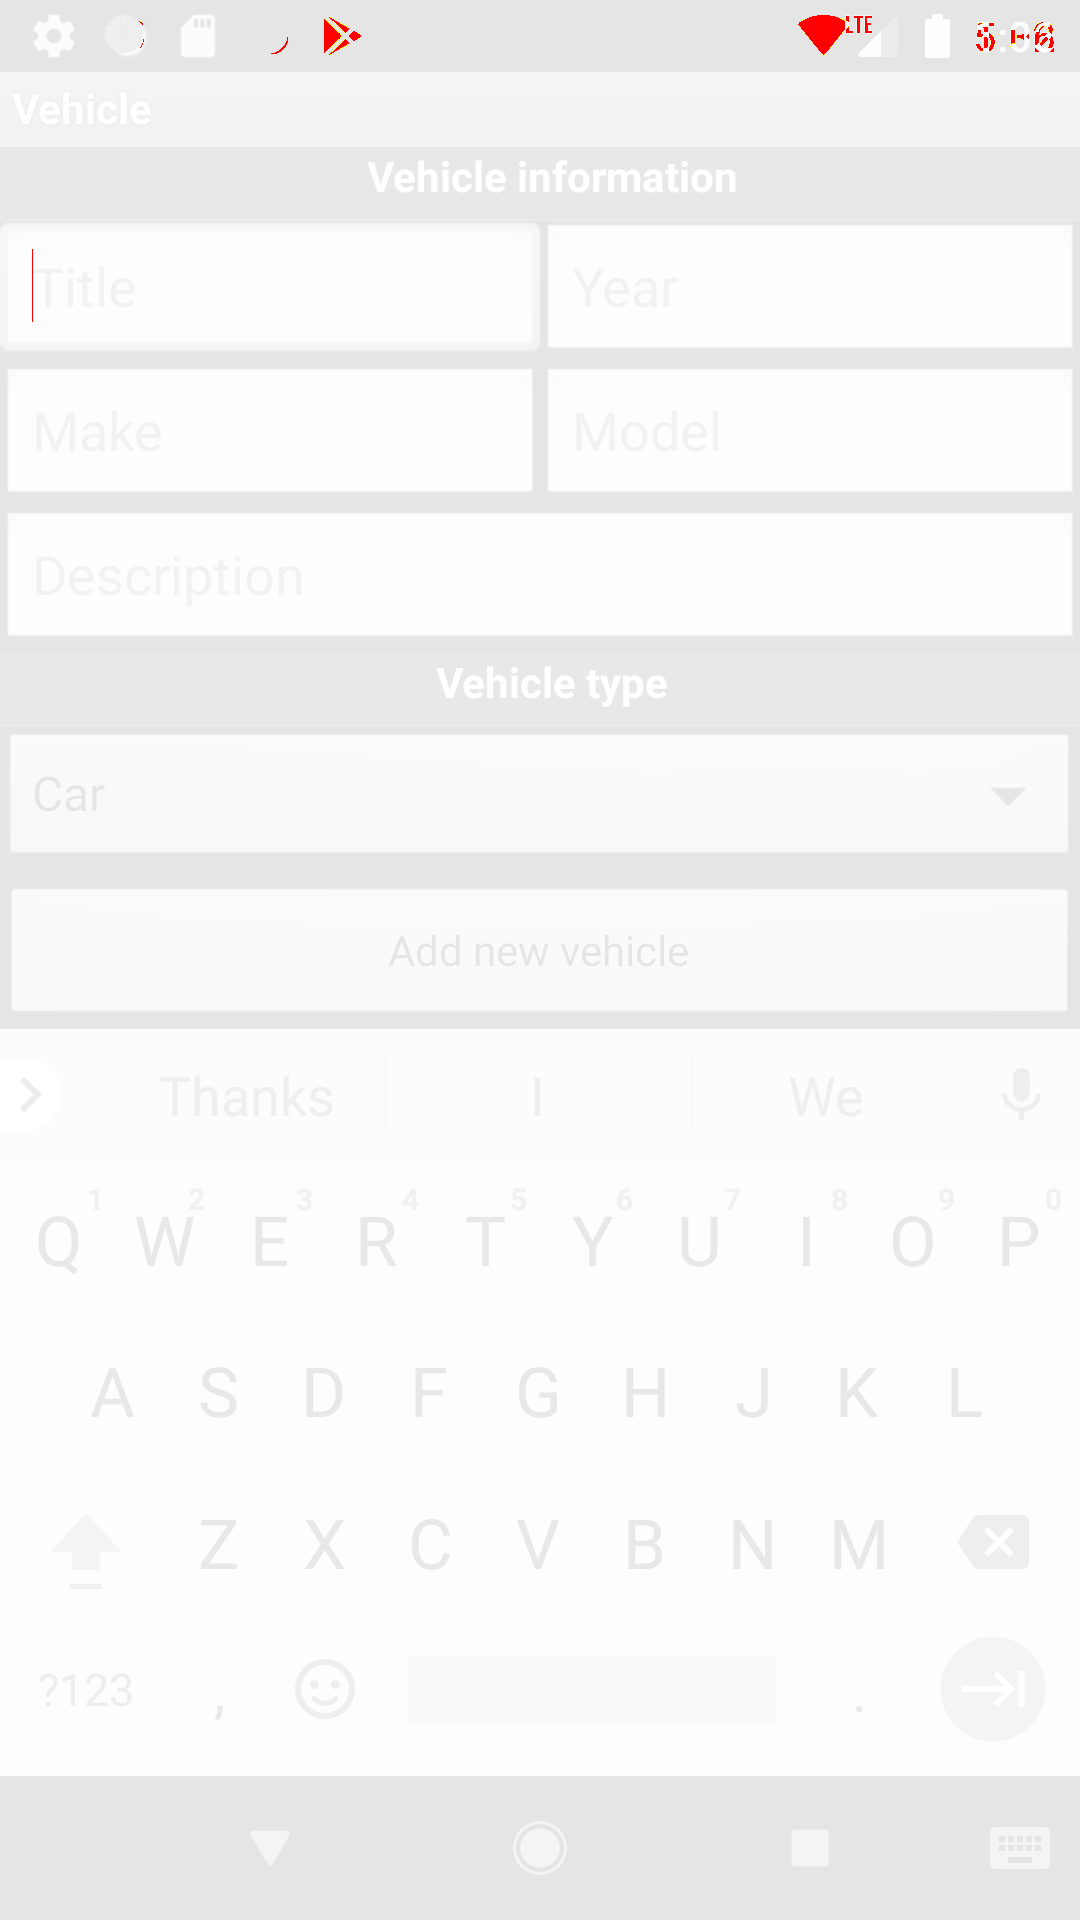 LTE
Vehicle
Vehicle information
Title Year
Make Model
Description
Vehicle type
Car
Add new vehicle
Thanks I We
1 2 3 4 5 6 7 8 9 0
Q W E R T Y U I O P
A S D F G H J K L
Z X C V B N M
?123 , .